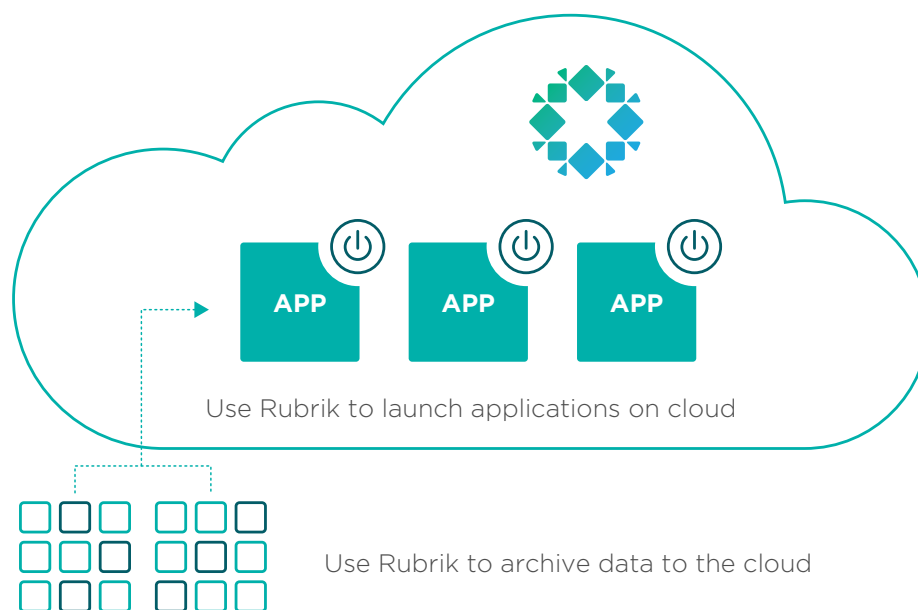 APP
APP
APP
Use Rubrik to launch applications on cloud
Use Rubrik to archive data to the cloud